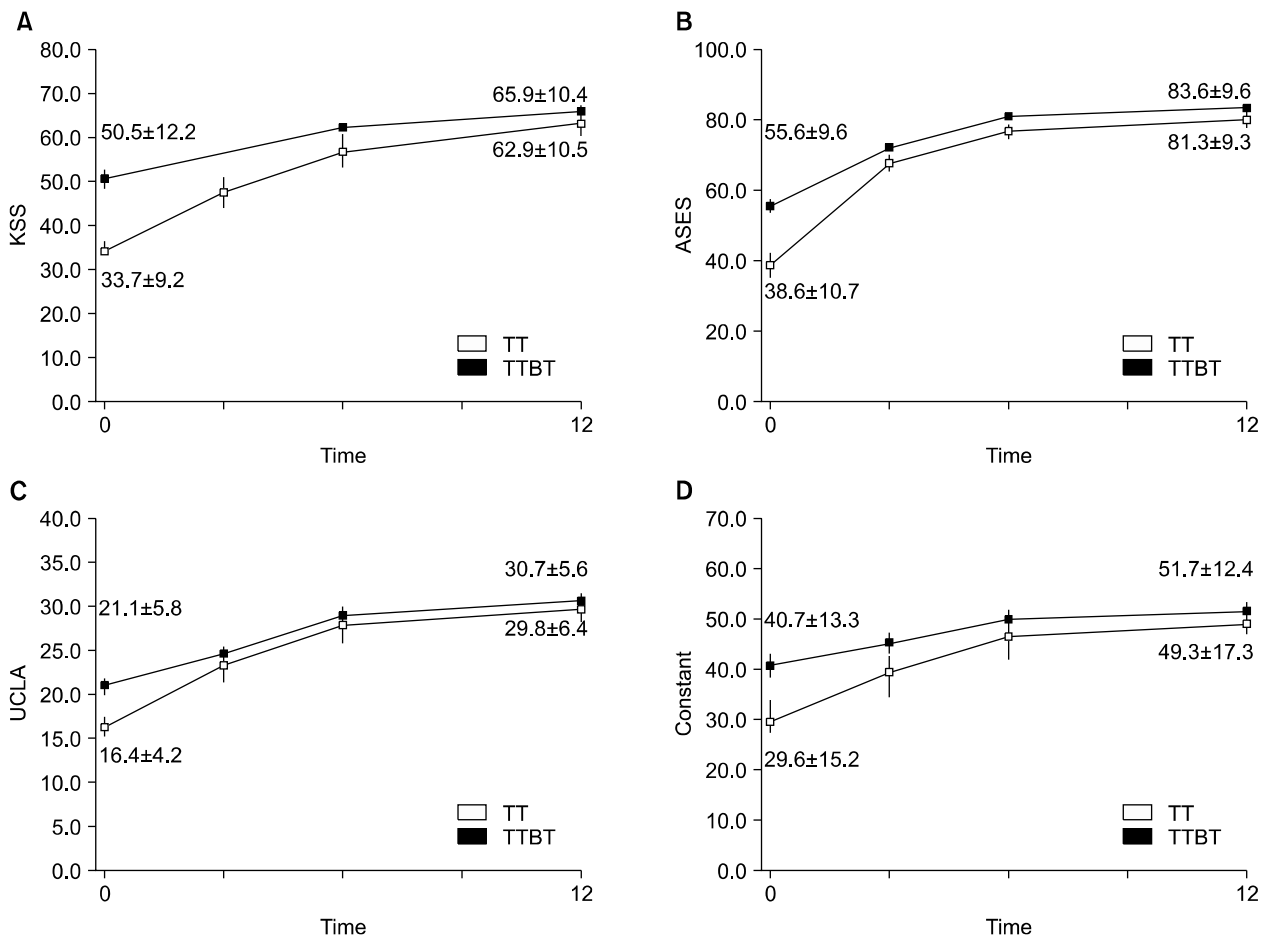 A
80.0
70.0
60.0
50.0
40.0
30.0
20.0
10.0
0.0
KSS
50.5±12.2
33.7±9.2
65.9±10.4
62.9±10.5
TT
TTBT
0
12
Time
B
100.0
80.0
60.0
40.0
20.0
0.0
ASES
55.6±9.6
38.6±10.7
83.6±9.6
81.3±9.3
TT
TTBT
0
12
Time
C
40.0
35.0
30.0
25.0
20.0
15.0
10.0
5.0
0.0
UCLA
21.1±5.8
16.4±4.2
30.7±5.6
29.8±6.4
TT
TTBT
0
12
Time
D
70.0
60.0
50.0
40.0
30.0
20.0
10.0
0.0
Constant
40.7±13.3
29.6±15.2
51.7±12.4
49.3±17.3
TT
TTBT
0
12
Time